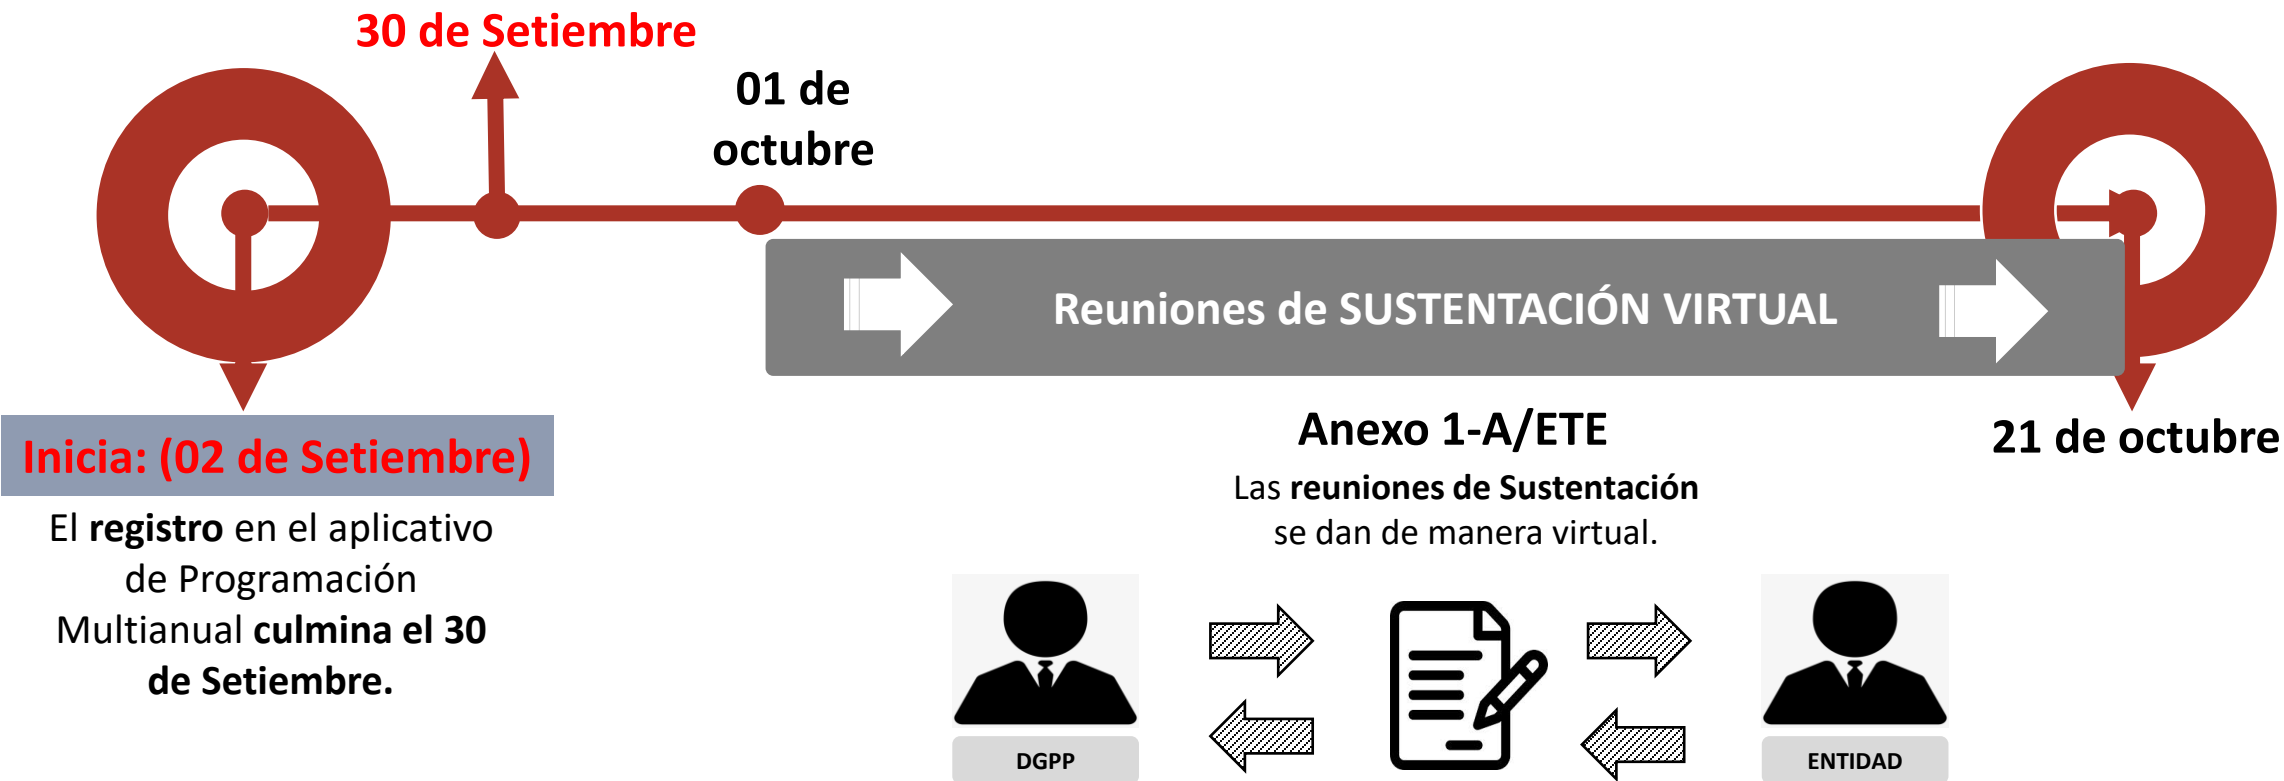 30 de Setiembre
01 de
octubre
Reuniones de SUSTENTACIÓN VIRTUAL
Inicia: (02 de Setiembre)
El registro en el aplicativo
de Programación
Multianual culmina el 30
de Setiembre.
Anexo 1-A/ETE
Las reuniones de Sustentación
se dan de manera virtual.
21 de octubre
DGPP
ENTIDAD